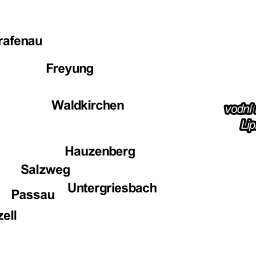 rafenau
Freyung
Waldkirchen
vodní
Lip
Hauzenberg
Salzweg
Untergriesbach
Passau
zell